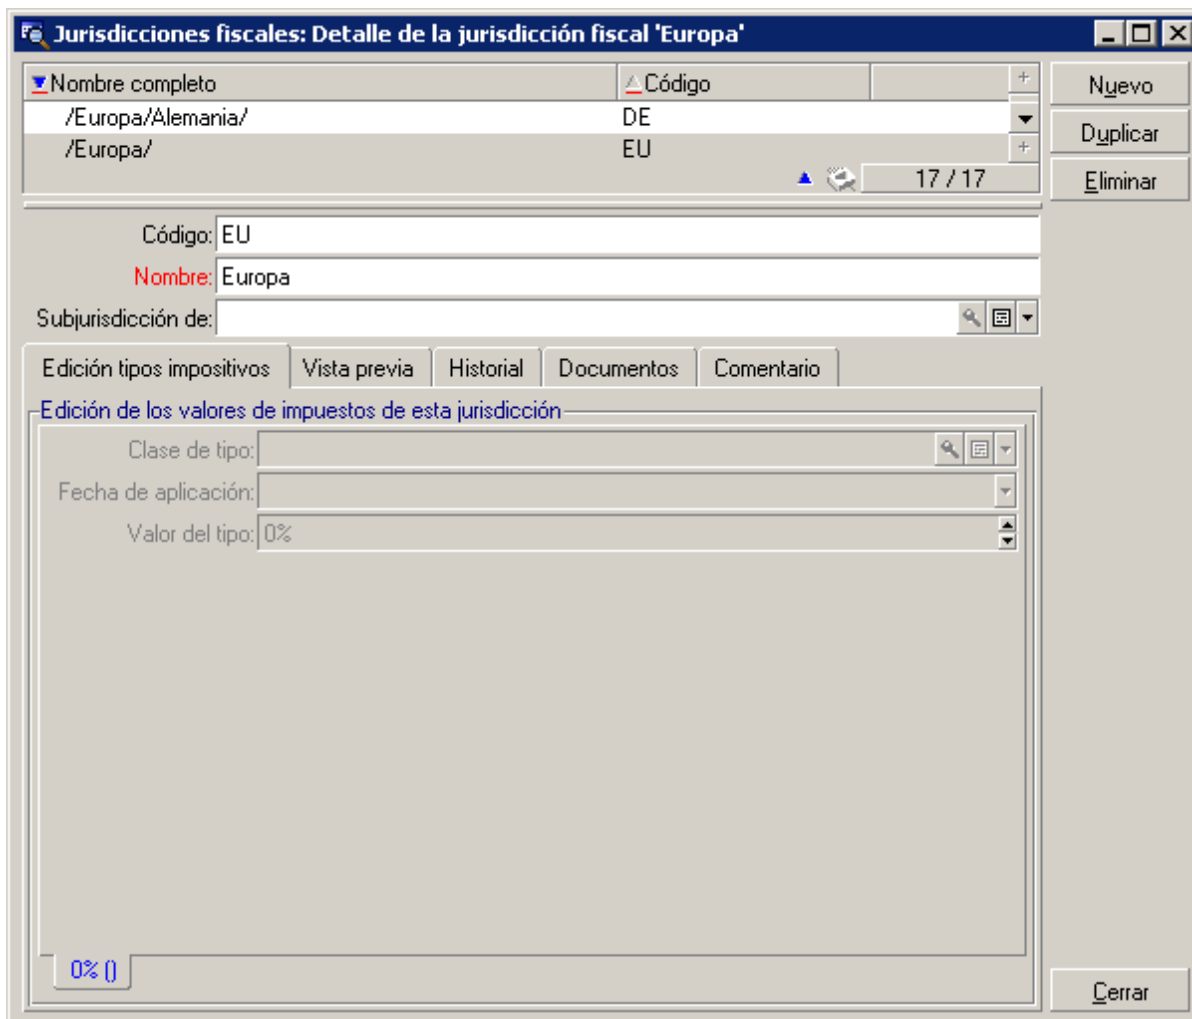 Jurisdicciones fiscales: Detalle de la jurisdicción fiscal 'Europa'
Nombre completo Código
/Europa/Alemania/ DE
/Europa/ EU
17 / 17
Nuevo
Duplicar
Eliminar
Código: EU
Nombre: Europa
Subjurisdicción de:
Edición tipos impositivos Vista previa Historial Documentos Comentario
Edición de los valores de impuestos de esta jurisdicción
Clase de tipo:
Fecha de aplicación:
Valor del tipo: 0%
0% ()
Cerrar